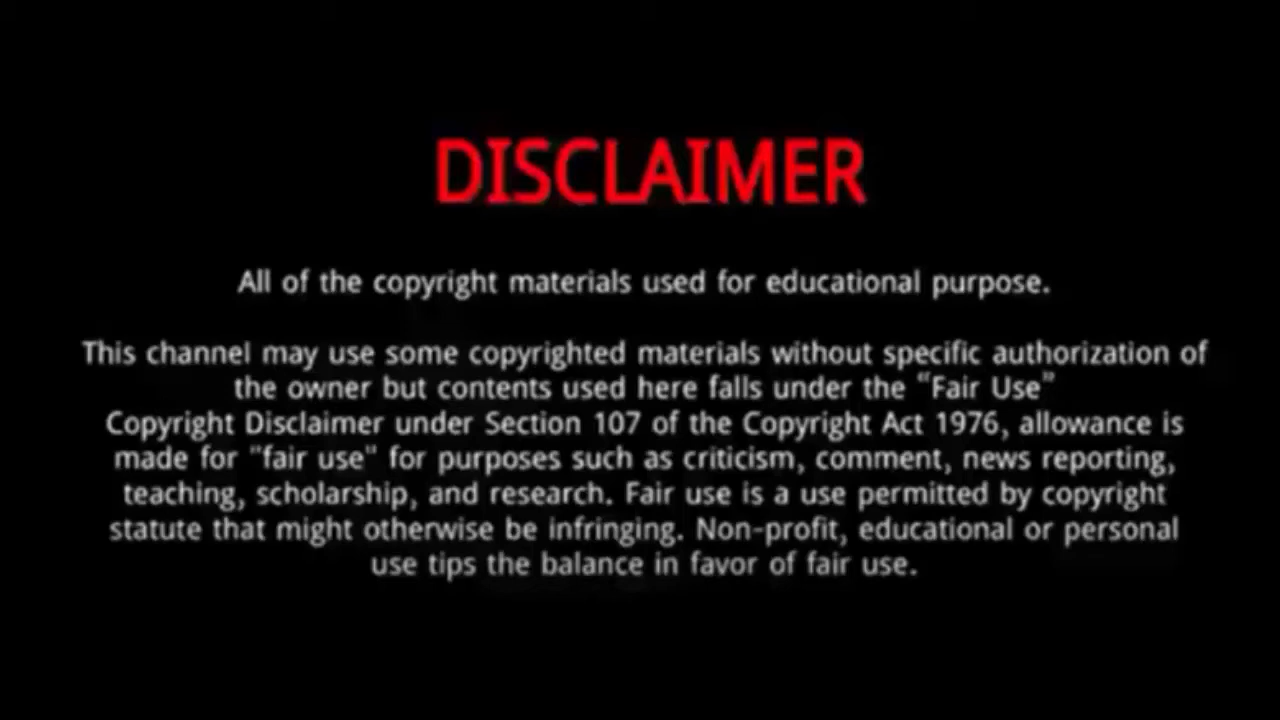 DISCLAIMER
All of the copyright materials used for educational purpose.
This channel may use some copyrighted materials without specific authorization of
the owner but contents used here falls under the “Fair Use”
Copyright Disclaimer under Section 107 of the Copyright Act 1976, allowance is
made for "fair use" for purposes such as criticism, comment, news reporting,
teaching, scholarship, and research. Fair use is a use permitted by copyright
statute that might otherwise be infringing. Non-profit, educational or personal
use tips the balance in favor of fair use.